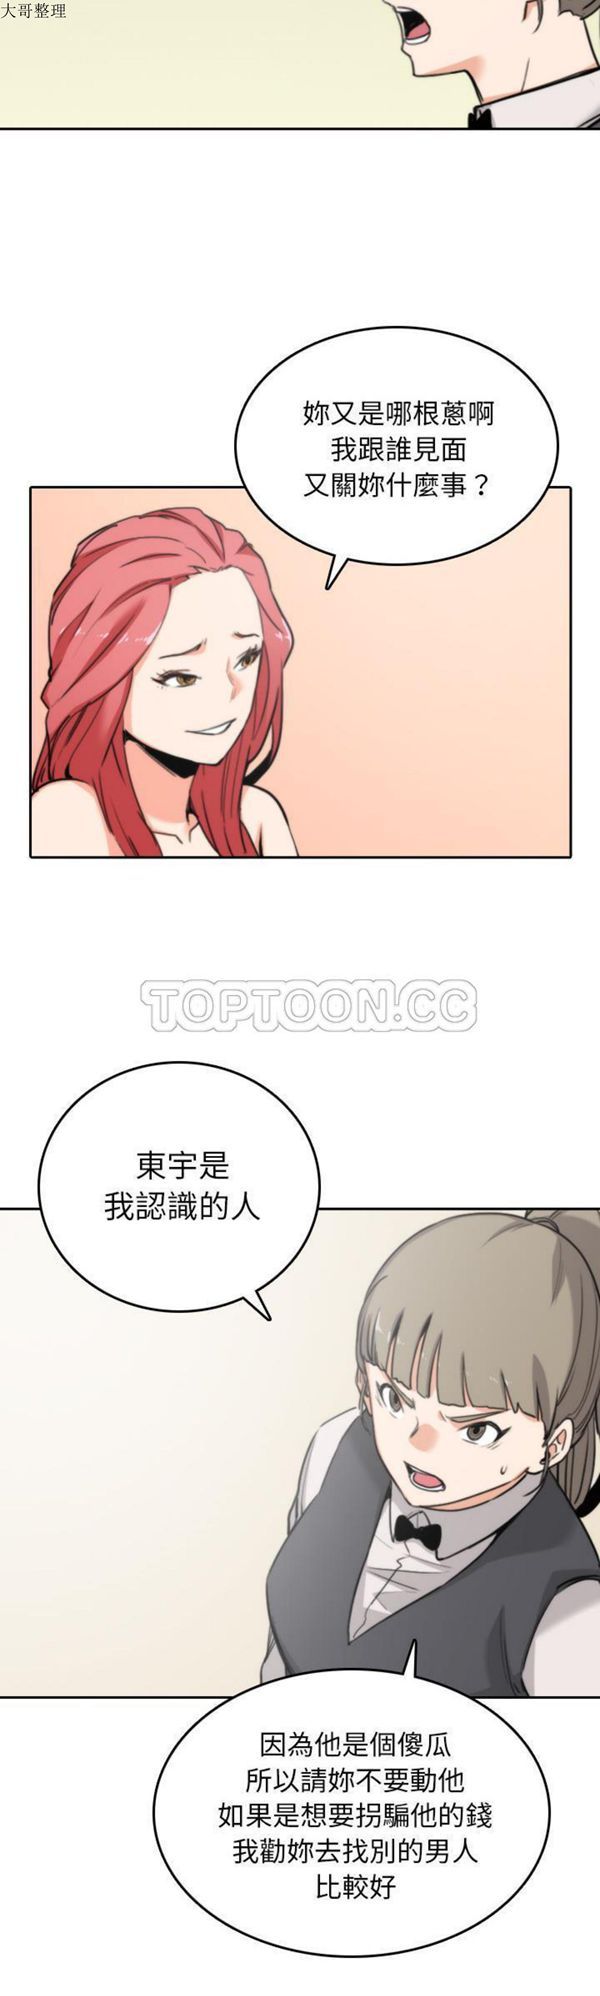 大哥整理
妳又是哪根蔥啊
我跟誰見面
又關妳什麼事？
TOPTOON.CC
東宇是
我認識的人
因為他是個傻瓜
所以請妳不要動他
如果是想要拐騙他的錢
我勸妳去找別的男人
比較好